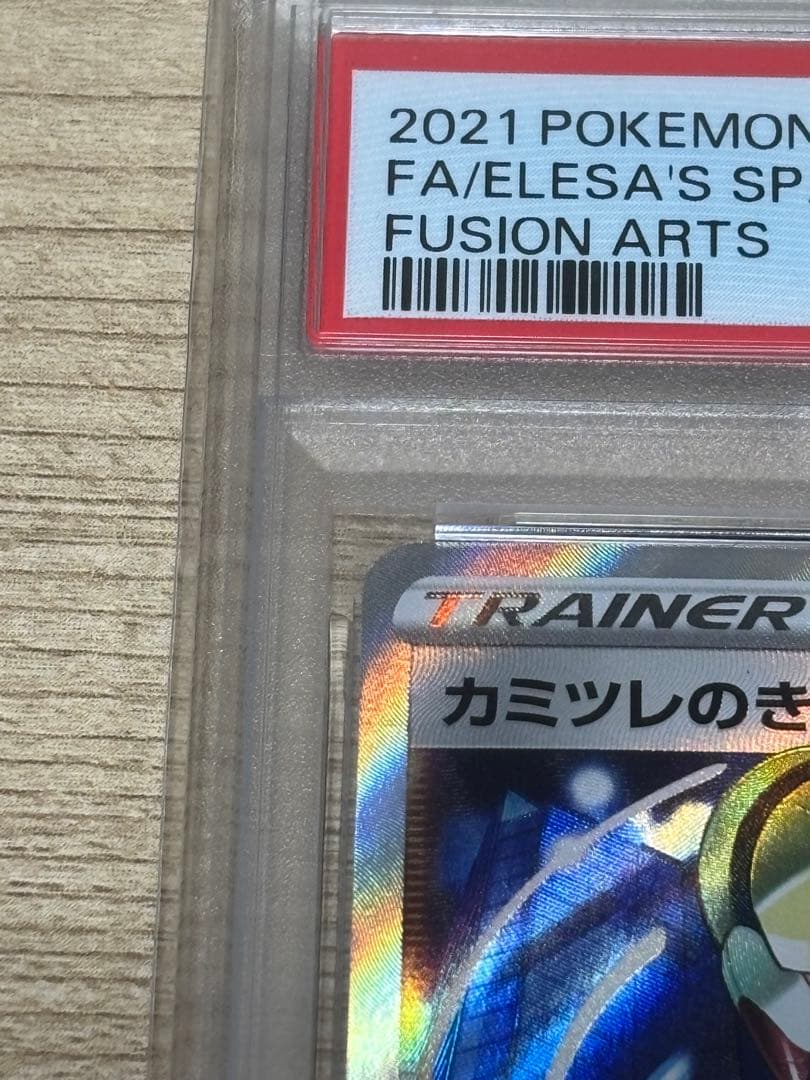 2021 POKEMON
FA/ELESA'S SP
FUSION ARTS
TRAINER
カミツレのき